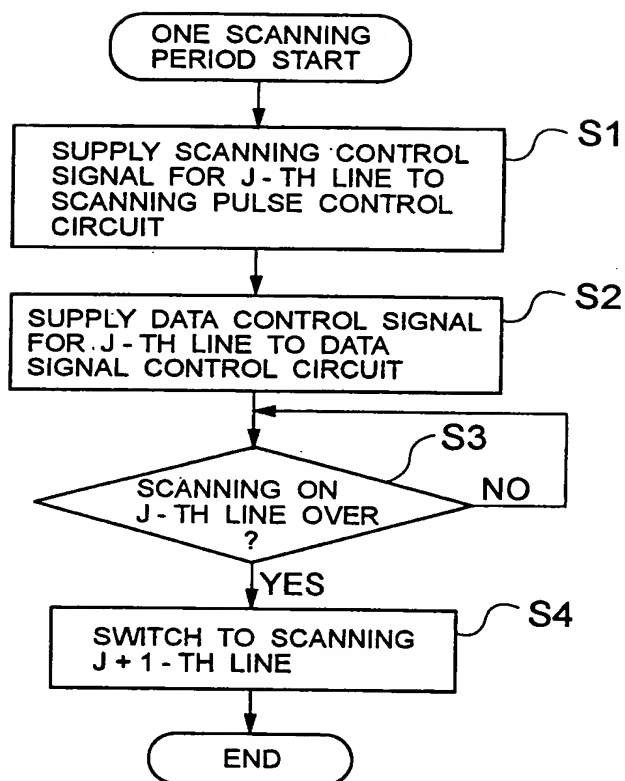 ONE SCANNING
PERIOD START
S1
SUPPLY SCANNING CONTROL
SIGNAL FOR J-TH LINE TO
SCANNING PULSE CONTROL
CIRCUIT
S2
SUPPLY DATA CONTROL SIGNAL
FOR J-TH LINE TO DATA
SIGNAL CONTROL CIRCUIT
S3
SCANNING ON
J-TH LINE OVER
?
NO
YES
S4
SWITCH TO SCANNING
J+1-TH LINE
END